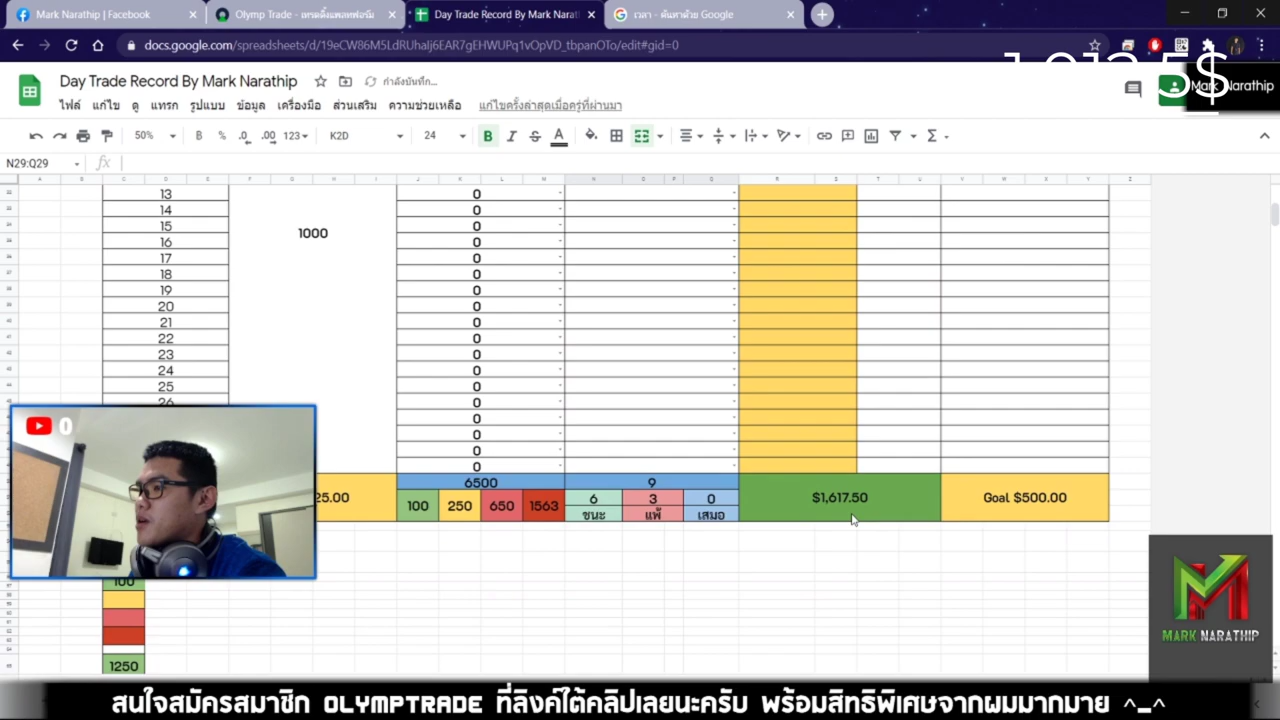 Mark Narathip | Facebook
Olymp Trade - เทรดดิ้งแพลตฟอร์ม
Day Trade Record By Mark Narat
เวลา - ค้นหาด้วย Google
docs.google.com/spreadsheets/d/19eCW86M5LdRUhaIj6EAR7gEHWUPq1vOpVD_tbpanOTo/edit#gid=0
Day Trade Record By Mark Narathip
กำลังบันทึก...
1,012.5$
Mark Narathip
ไฟล์ แก้ไข ดู แทรก รูปแบบ ข้อมูล เครื่องมือ ส่วนเสริม ความช่วยเหลือ แก้ไขครั้งล่าสุดเมื่อครู่ที่ผ่านมา
50% B % .0 .00 123 K2D 24 B I S A
N29:Q29 fx
13 0
14 0
15 0
1000
16 0
17 0
18 0
19 0
20 0
21 0
22 0
23 0
24 0
25 0
26 0
0
0
0
0
6500 9
25.00 $1,617.50 Goal $500.00
100 250 650 1563 6 3 0
ชนะ แพ้ เสมอ
0
100
1250
MARK NARATHIP
สนใจสมัครสมาชิก OLYMPTRADE ที่ลิงค์ใต้คลิปเลยนะครับ พร้อมสิทธิพิเศษจากผมมากมาย ^_^